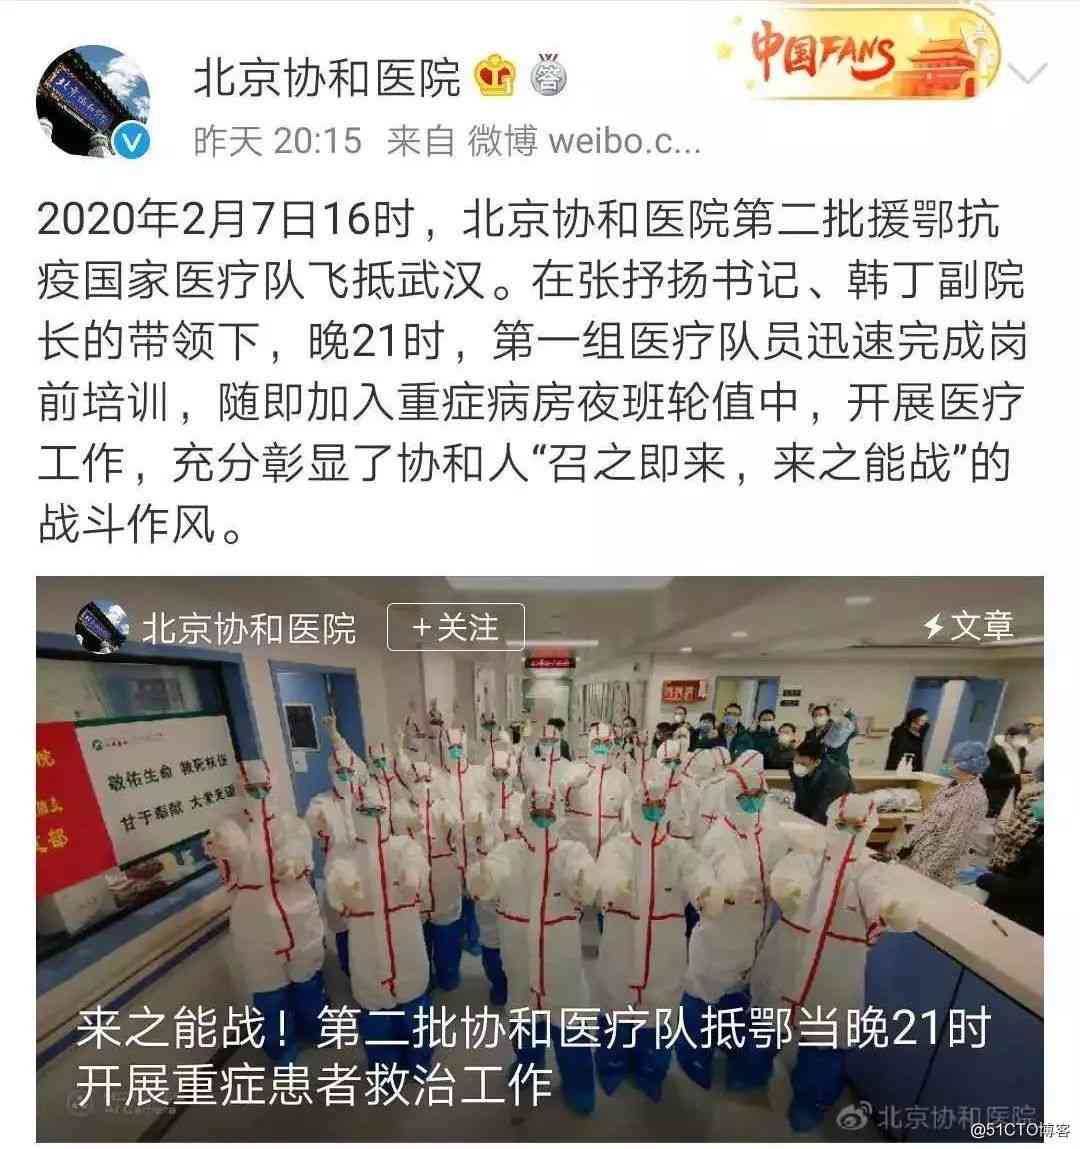 中国FANS
北京协和医院
答
昨天 20:15 来自 微博 weibo.c...
2020年2月7日16时，北京协和医院第二批援鄂抗
疫国家医疗队飞抵武汉。在张抒扬书记、韩丁副院
长的带领下，晚21时，第一组医疗队员迅速完成岗
前培训，随即加入重症病房夜班轮值中，开展医疗
工作，充分彰显了协和人“召之即来，来之能战”的
战斗作风。
北京协和医院 +关注
文章
敬佑生命 救死扶伤
甘于奉献 大爱无疆
来之能战！第二批协和医疗队抵鄂当晚21时
开展重症患者救治工作
AI Camera
北京协和医院
@51CTO博客